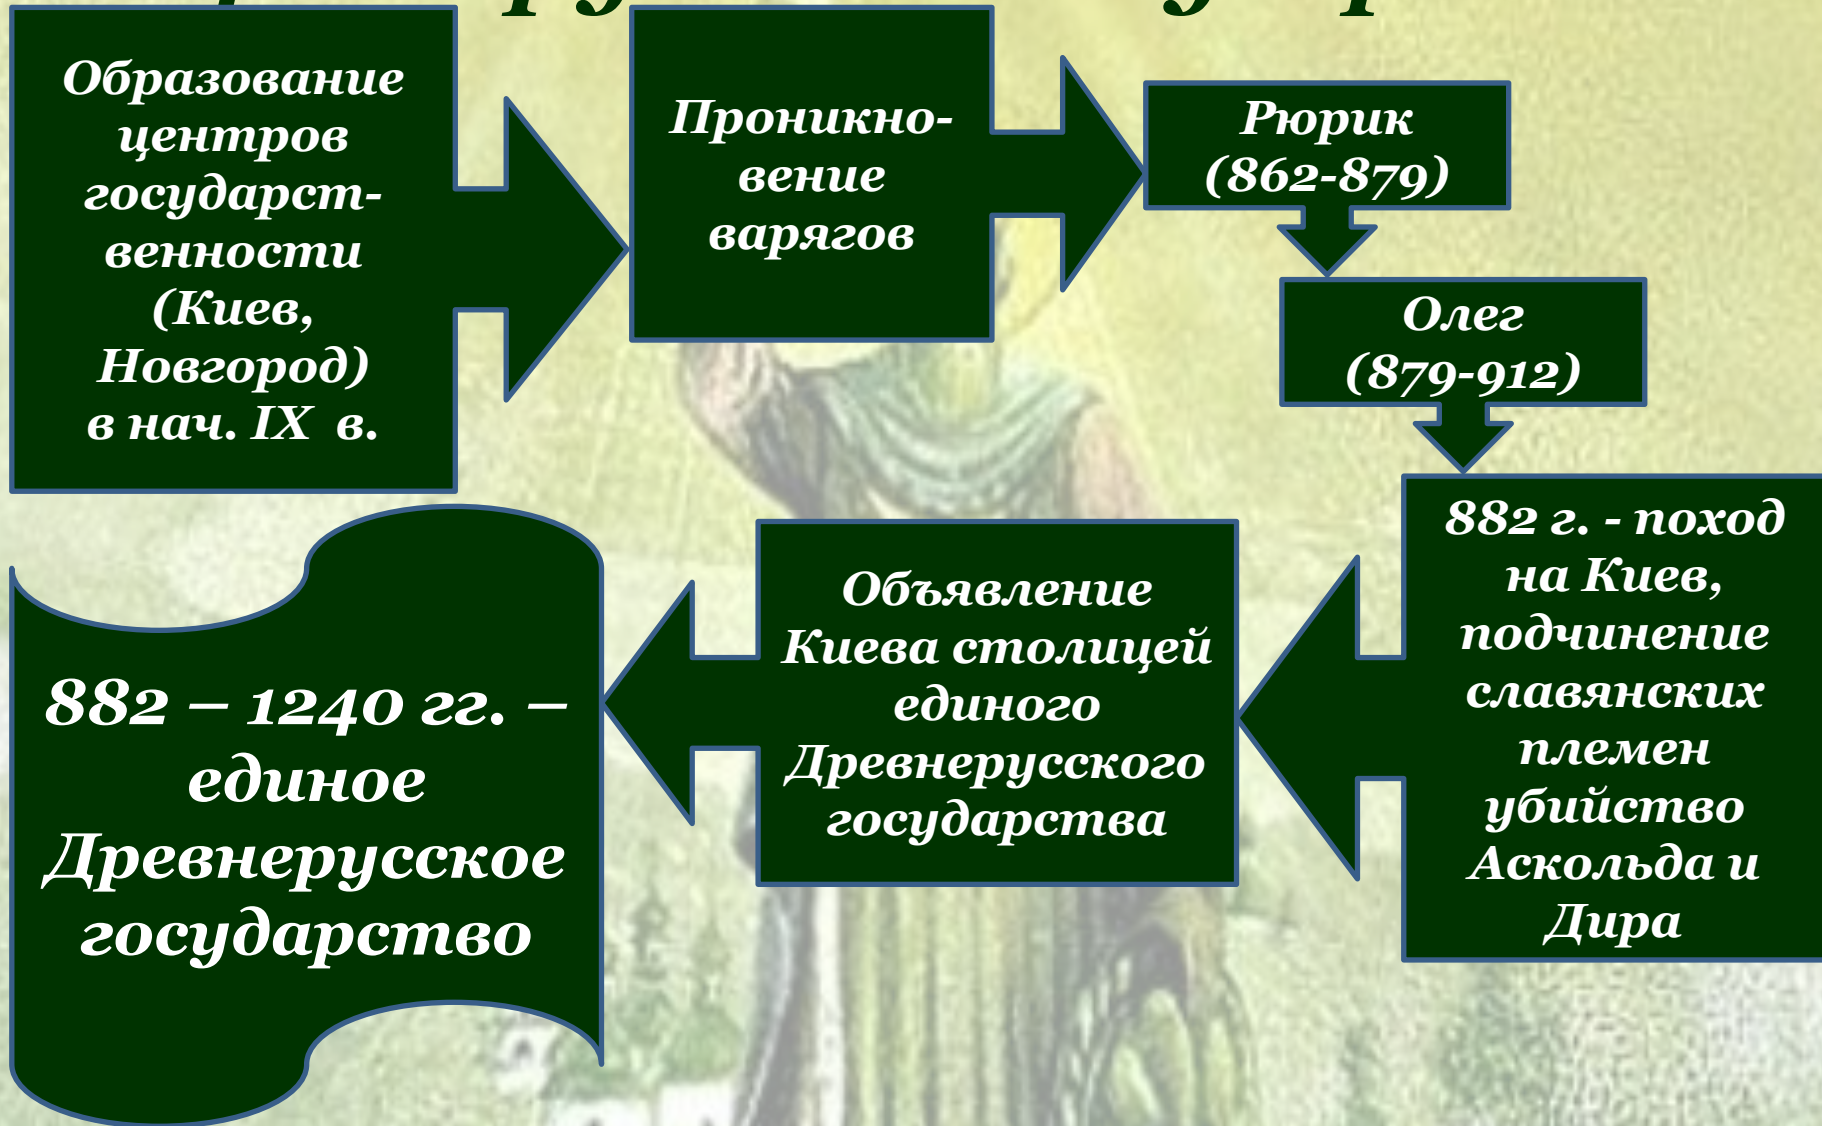 Образование
центров
государст-
венности
(Киев,
Новгород)
в нач. IX в.
Проникно-
вение
варягов
Рюрик
(862-879)
Олег
(879-912)
882 г. - поход
на Киев,
подчинение
славянских
племен
убийство
Аскольда и
Дира
Объявление
Киева столицей
единого
Древнерусского
государства
882 – 1240 гг. –
единое
Древнерусское
государство